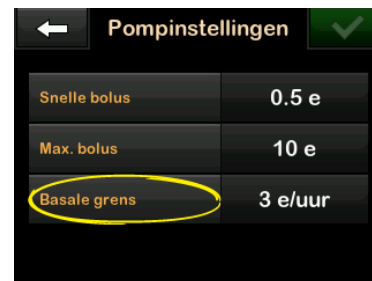 Pompinstellingen
Snelle bolus 0.5 e
Max. bolus 10 e
Basale grens 3 e/uur